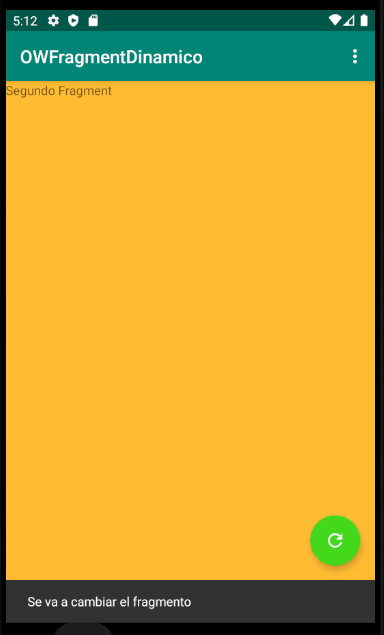 5:12
OWFragmentDinamico
Segundo Fragment
Se va a cambiar el fragmento